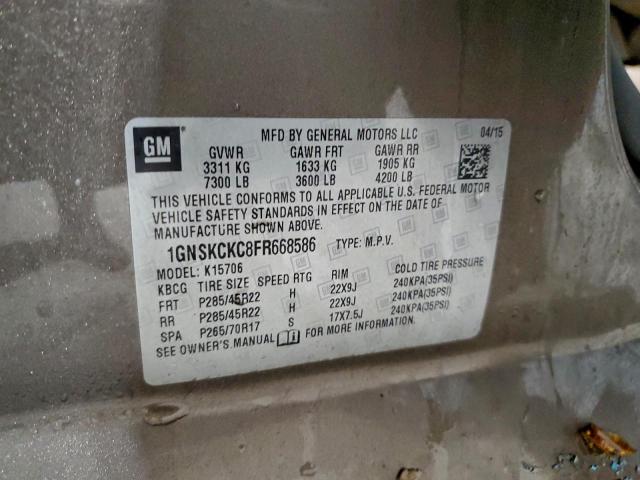 GM
MFD BY GENERAL MOTORS LLC 04/15
GVWR GAWR FRT GAWR RR
3311 KG 1633 KG 1905 KG
7300 LB 3600 LB 4200 LB
THIS VEHICLE CONFORMS TO ALL APPLICABLE U.S. FEDERAL MOTOR
VEHICLE SAFETY STANDARDS IN EFFECT ON THE DATE OF
MANUFACTURE SHOWN ABOVE.
1GNSKCKC8FR668586 TYPE: M.P.V.
MODEL: K15706
KBCG TIRE SIZE SPEED RTG RIM COLD TIRE PRESSURE
FRT P285/45R22 H 22X9J 240KPA(35PSI)
RR P285/45R22 H 22X9J 240KPA(35PSI)
SPA P265/70R17 S 17X7.5J 240KPA(35PSI)
SEE OWNER'S MANUAL FOR MORE INFORMATION.